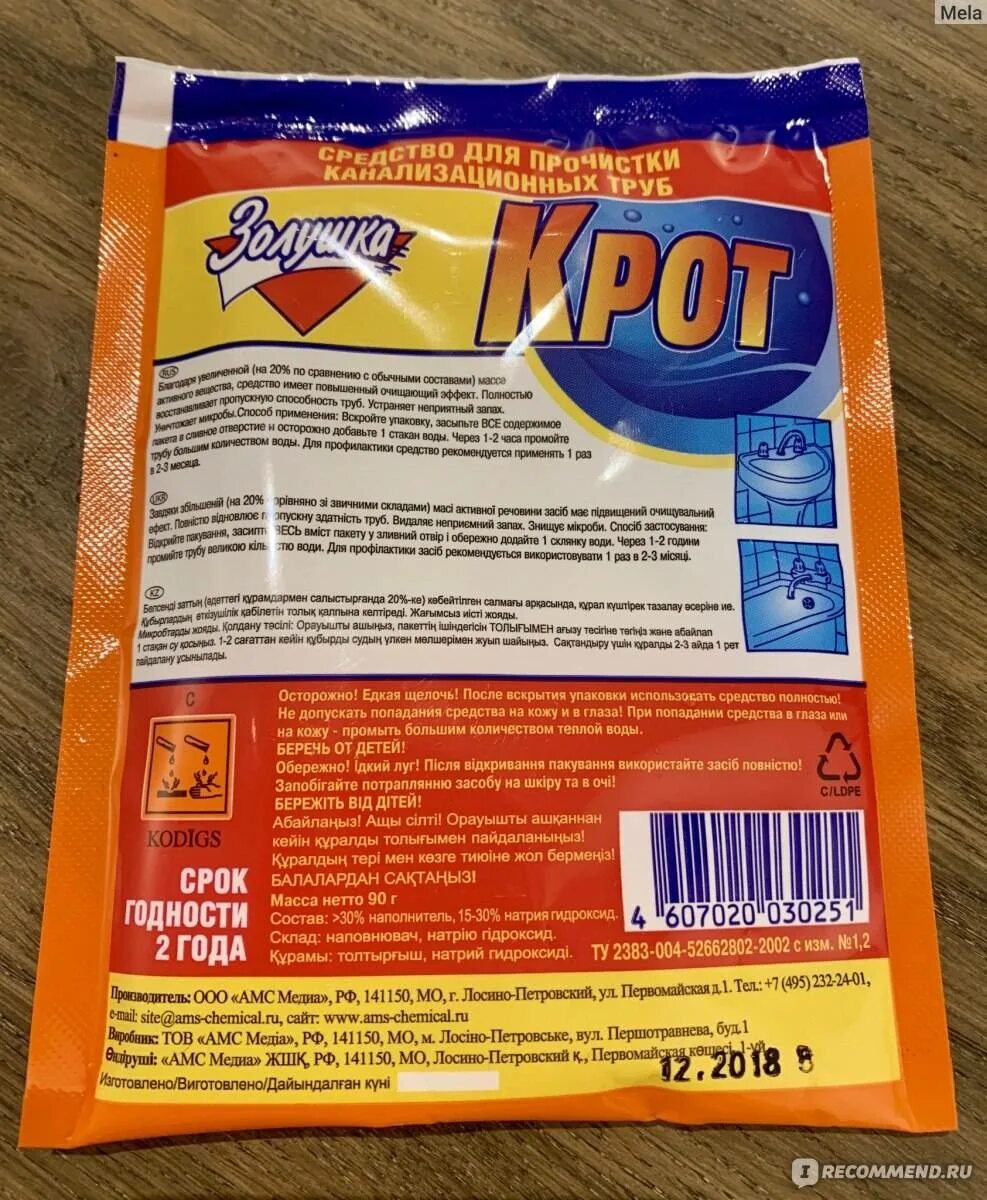 Mela
СРЕДСТВО ДЛЯ ПРОЧИСТКИ
КАНАЛИЗАЦИОННЫХ ТРУБ
Золушка
КРОТ
RUS
Благодаря увеличенной (на 20% по сравнению с обычными составами) масса
активного вещества, средство имеет повышенный очищающий эффект. Полностью
восстанавливает пропускную способность труб. Устраняет неприятный запах.
Уничтожает микробы.Способ применения: Вскройте упаковку, засыпьте ВСЕ содержимое
пакета в сливное отверстие и осторожно добавьте 1 стакан воды. Через 1-2 часа промойте
трубу большим количеством воды. Для профилактики средство рекомендуется применять 1 раз
в 2-3 месяца.
UKR
Завдяки збільшеній (на 20% порівняно зі звичними складами) масі активної речовини засіб має підвищений очищувальний
ефект. Повністю відновлює пропускну здатність труб. Видаляє неприємний запах. Знищує мікроби. Спосіб застосування:
Відкрийте пакування, засипте ВЕСЬ вміст пакету у зливний отвір і обережно додайте 1 склянку води. Через 1-2 години
промийте трубу великою кількістю води. Для профілактики засіб рекомендується використовувати 1 раз в 2-3 місяці.
KZ
Белсенді заттың (әдеттегі құрамдармен салыстырғанда 20%-ке) көбейтілген салмағы арқасында, құрал күштірек тазалау әсеріне ие.
Құбырлардың өткізушілік қабілетін толық қалпына келтіреді. Жағымсыз иісті жояды.
Микробтарды жояды. Қолдану тәсілі: Орауышты ашыңыз, пакеттің ішіндегісін ТОЛЫҒЫМЕН ағызу тесігіне төгіңіз және абайлап
1 стақан су қосыңыз. 1-2 сағаттан кейін құбырды судың үлкен мөлшерімен жуып шайыңыз. Сақтандыру үшін құралды 2-3 айда 1 рет
пайдалану ұсынылады.
C
KODĪGS
Осторожно! Едкая щелочь! После вскрытия упаковки использовать средство полностью!
Не допускать попадания средства на кожу и в глаза! При попадании средства в глаза или
на кожу - промыть большим количеством теплой воды.
БЕРЕЧЬ ОТ ДЕТЕЙ!
Обережно! Їдкий луг! Після відкривання пакування використайте засіб повністю!
Запобігайте потраплянню засобу на шкіру та в очі!
БЕРЕЖІТЬ ВІД ДІТЕЙ!
Абайлаңыз! Ащы сілті! Орауышты ашқаннан
кейін құралды толығымен пайдаланыңыз!
Құралдың тері мен көзге тиюіне жол бермеңіз!
БАЛАЛАРДАН САҚТАҢЫЗ!
Масса нетто 90 г
Состав: >30% наполнитель, 15-30% натрия гидроксид.
Склад: наповнювач, натрію гідроксид.
Құрамы: толтырғыш, натрий гидроксиді.
C/LDPE
4 607020 030251
ТУ 2383-004-52662802-2002 с изм. №1,2
СРОК
ГОДНОСТИ
2 ГОДА
Производитель: ООО «АМС Медиа», РФ, 141150, МО, г. Лосино-Петровский, ул. Первомайская д.1. Тел.: +7 (495) 232-24-01,
e-mail: site@ams-chemical.ru, сайт: www.ams-chemical.ru
Виробник: ТОВ «АМС Медіа», РФ, 141150, МО, м. Лосіно-Петровське, вул. Першотравнева, буд.1
Өндіруші: «АМС Медиа» ЖШҚ, РФ, 141150, МО, Лосино-Петровский қ., Первомайская көшесі, 1-үй
Изготовлено/Виготовлено/Дайындалған күні
12.2018 8
I RECOMMEND.RU